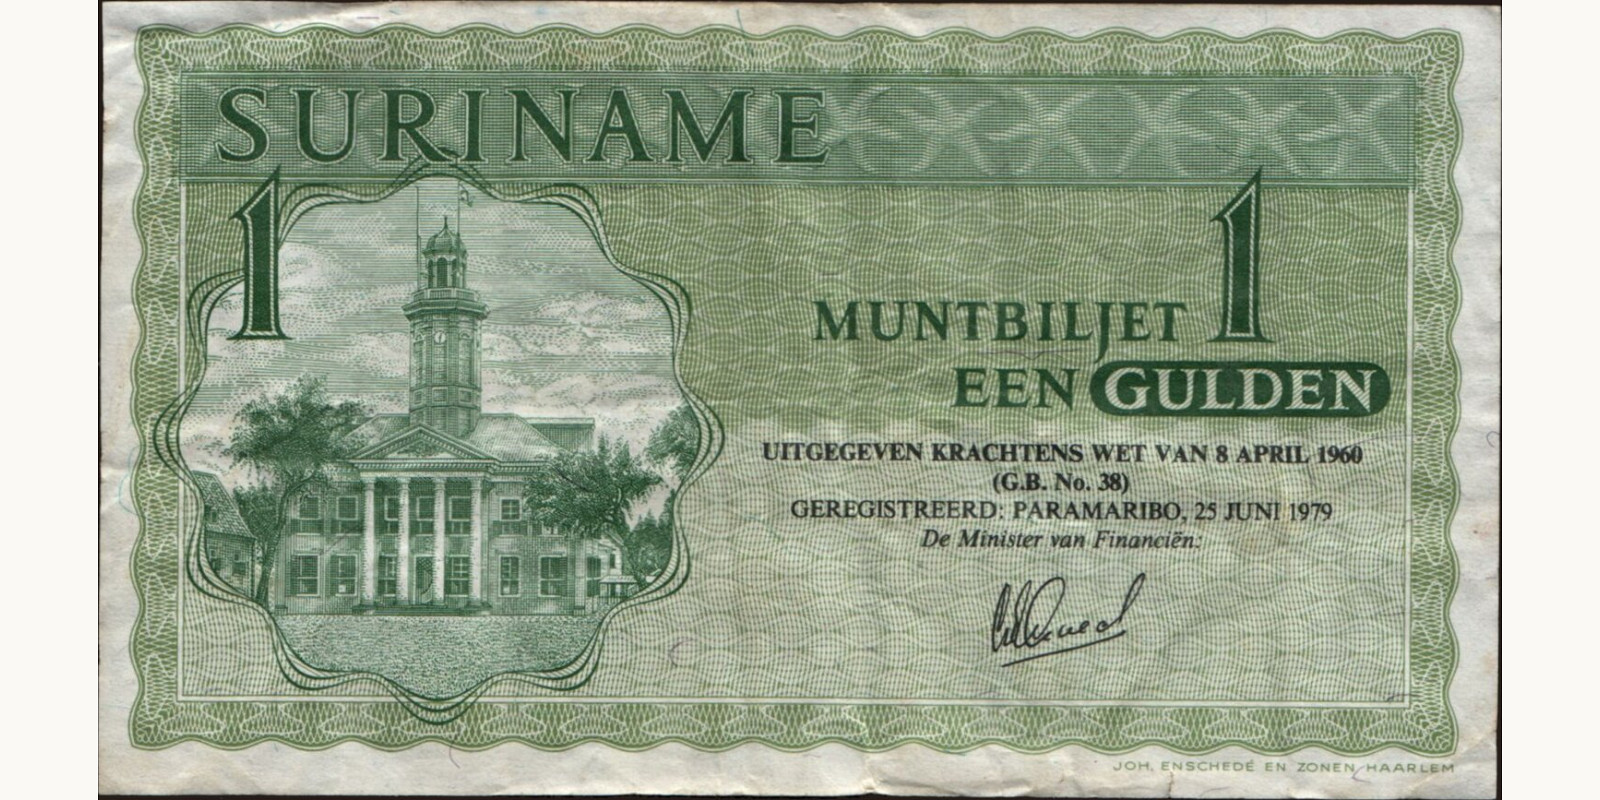 SURINAME
1
1
MUNTBILJET
EEN GULDEN
UITGEGEVEN KRACHTENS WET VAN 8 APRIL 1960
(G.B. No. 38)
GEREGISTREERD: PARAMARIBO, 25 JUNI 1979
De Minister van Financiën:
JOH. ENSCHEDÉ EN ZONEN HAARLEM